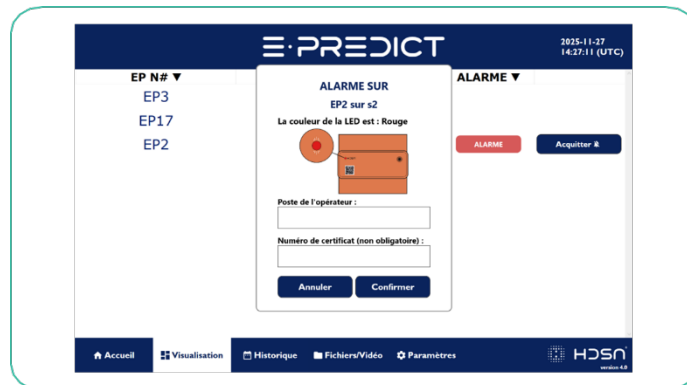 E·PREDICT
2025-11-27
14:27:11 (UTC)
EP N# ▼
ALARME ▼
EP3
EP17
EP2
ALARME
Acquitter
ALARME SUR
EP2 sur s2
La couleur de la LED est : Rouge
Poste de l'opérateur :
Numéro de certificat (non obligatoire) :
Annuler
Confirmer
Accueil
Visualisation
Historique
Fichiers/Vidéo
Paramètres
HDSN
version 4.0